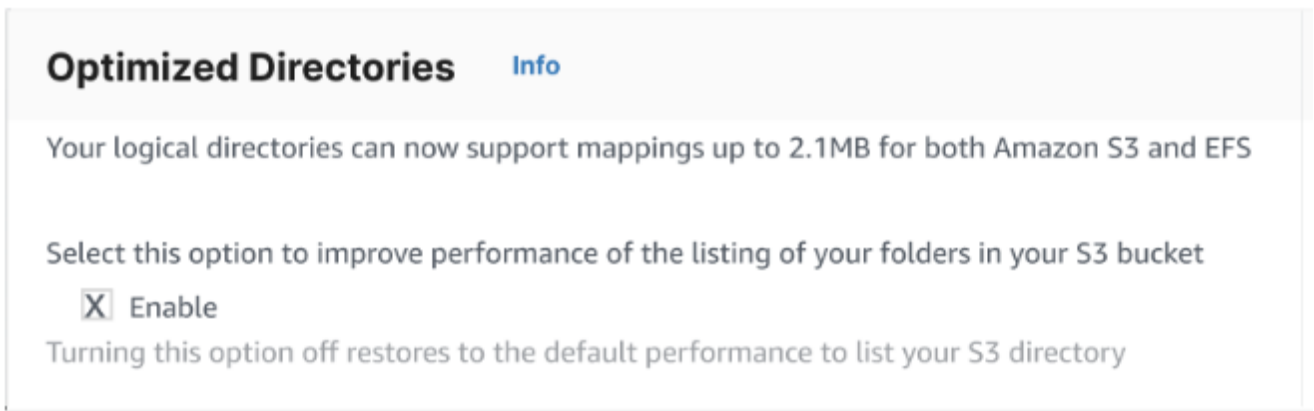 Optimized Directories Info
Your logical directories can now support mappings up to 2.1MB for both Amazon S3 and EFS
Select this option to improve performance of the listing of your folders in your S3 bucket
X Enable
Turning this option off restores to the default performance to list your S3 directory